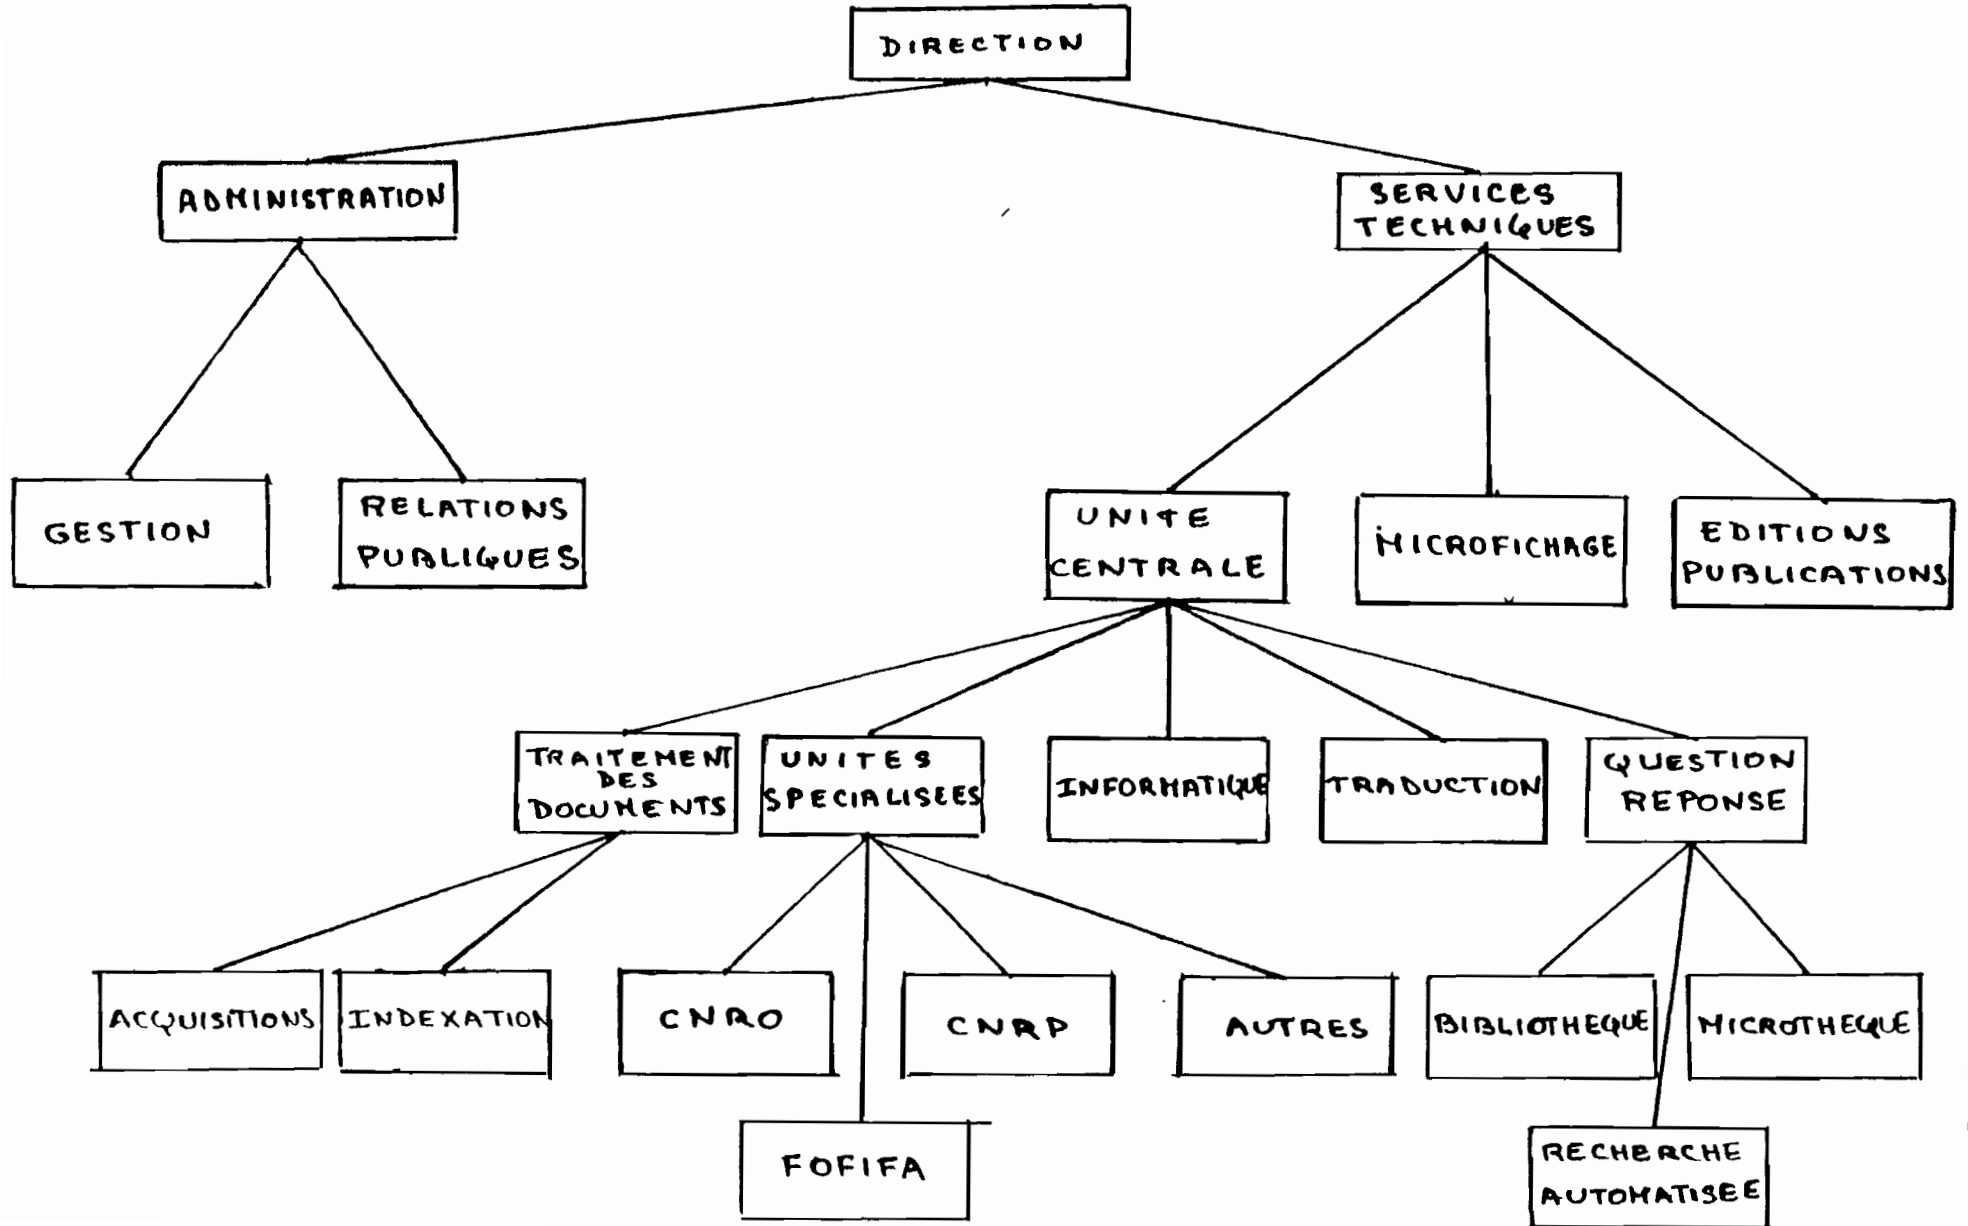 DIRECTION
ADMINISTRATION
SERVICES
TECHNIQUES
GESTION
RELATIONS
PUBLIQUES
UNITE
CENTRALE
MICROFICHAGE
EDITIONS
PUBLICATIONS
TRAITEMENT
DES
DOCUMENTS
UNITES
SPECIALISEES
INFORMATIQUE
TRADUCTION
QUESTION
REPONSE
ACQUISITIONS
INDEXATION
CNRO
CNRP
AUTRES
BIBLIOTHEQUE
MICROTHEQUE
FOFIFA
RECHERCHE
AUTOMATISEE